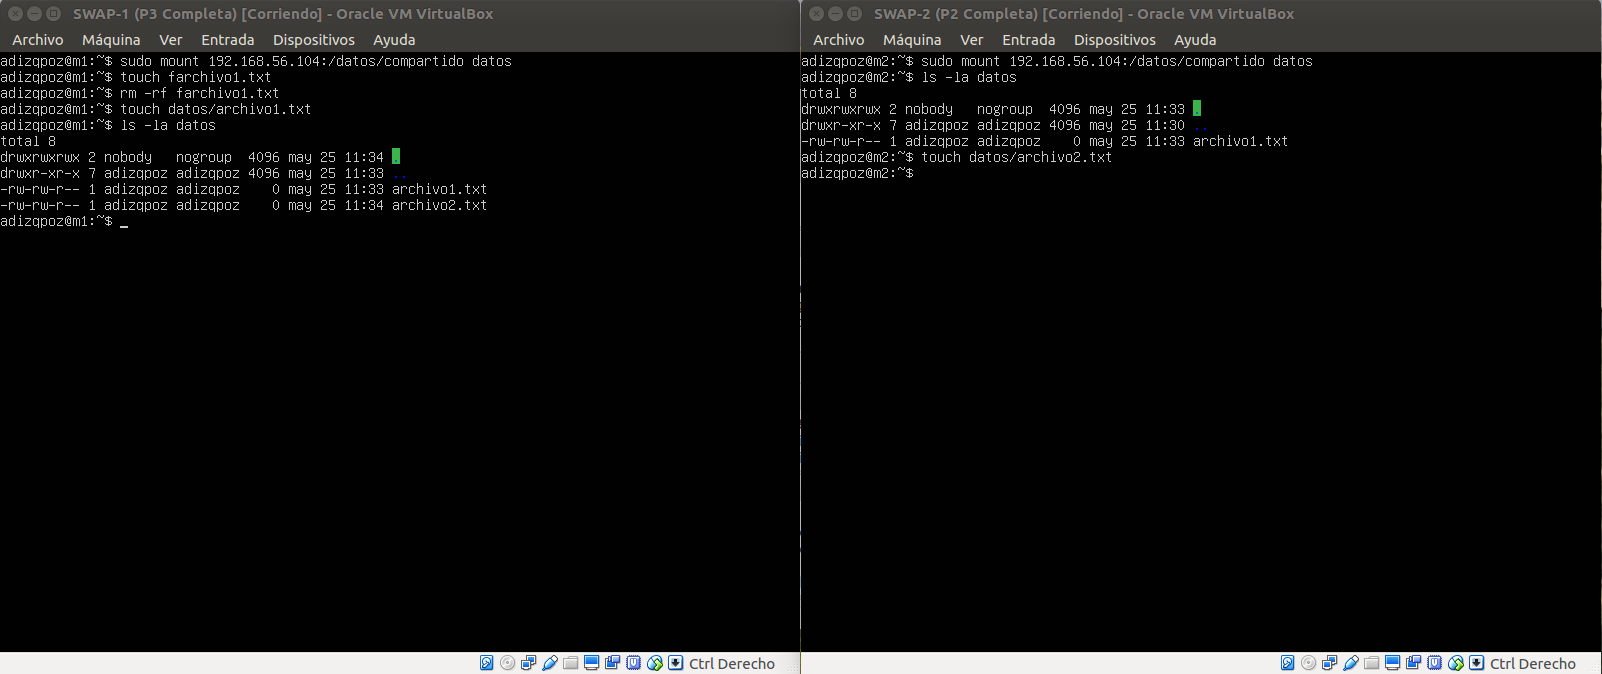 SWAP-1 (P3 Completa) [Corriendo] - Oracle VM VirtualBox
Archivo Máquina Ver Entrada Dispositivos Ayuda
adizqpoz@m1:~$ sudo mount 192.168.56.104:/datos/compartido datos
adizqpoz@m1:~$ touch farchivo1.txt
adizqpoz@m1:~$ rm -rf farchivo1.txt
adizqpoz@m1:~$ touch datos/archivo1.txt
adizqpoz@m1:~$ ls -la datos
total 8
drwxrwxrwx 2 nobody   nogroup  4096 may 25 11:34 .
drwxr-xr-x 7 adizqpoz adizqpoz 4096 may 25 11:33 ..
-rw-rw-r-- 1 adizqpoz adizqpoz    0 may 25 11:33 archivo1.txt
-rw-rw-r-- 1 adizqpoz adizqpoz    0 may 25 11:34 archivo2.txt
adizqpoz@m1:~$ _
Ctrl Derecho
SWAP-2 (P2 Completa) [Corriendo] - Oracle VM VirtualBox
Archivo Máquina Ver Entrada Dispositivos Ayuda
adizqpoz@m2:~$ sudo mount 192.168.56.104:/datos/compartido datos
adizqpoz@m2:~$ ls -la datos
total 8
drwxrwxrwx 2 nobody   nogroup  4096 may 25 11:33 .
drwxr-xr-x 7 adizqpoz adizqpoz 4096 may 25 11:30 ..
-rw-rw-r-- 1 adizqpoz adizqpoz    0 may 25 11:33 archivo1.txt
adizqpoz@m2:~$ touch datos/archivo2.txt
adizqpoz@m2:~$
Ctrl Derecho